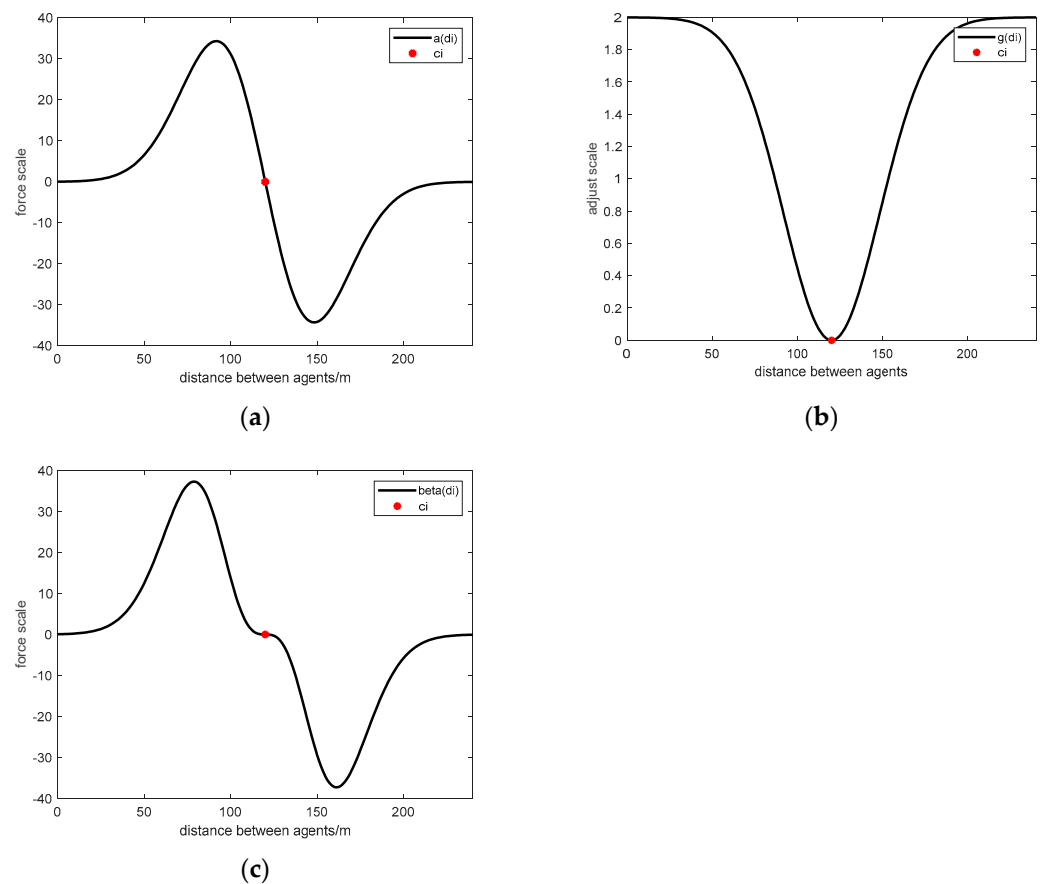 40
30
20
10
0
-10
-20
-30
-40
0
50
100
150
200
force scale
distance between agents/m
a(di)
ci
(a)
2
1.8
1.6
1.4
1.2
1
0.8
0.6
0.4
0.2
0
0
50
100
150
200
adjust scale
distance between agents
g(di)
ci
(b)
40
30
20
10
0
-10
-20
-30
-40
0
50
100
150
200
force scale
distance between agents/m
beta(di)
ci
(c)